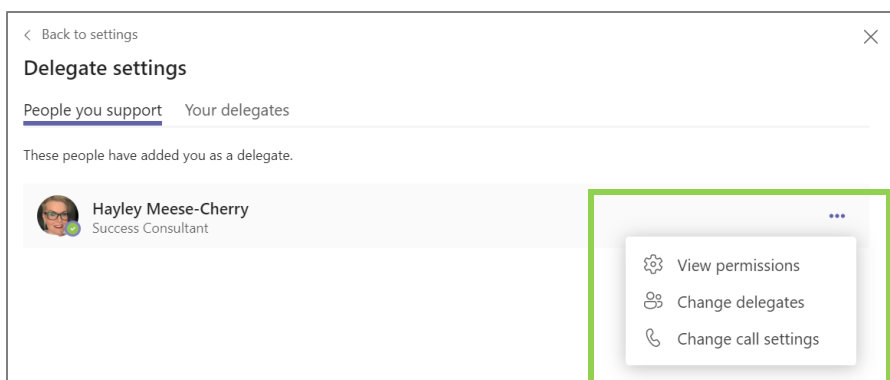 Back to settings
Delegate settings
People you support Your delegates
These people have added you as a delegate.
Hayley Meese-Cherry
Success Consultant
View permissions
Change delegates
Change call settings